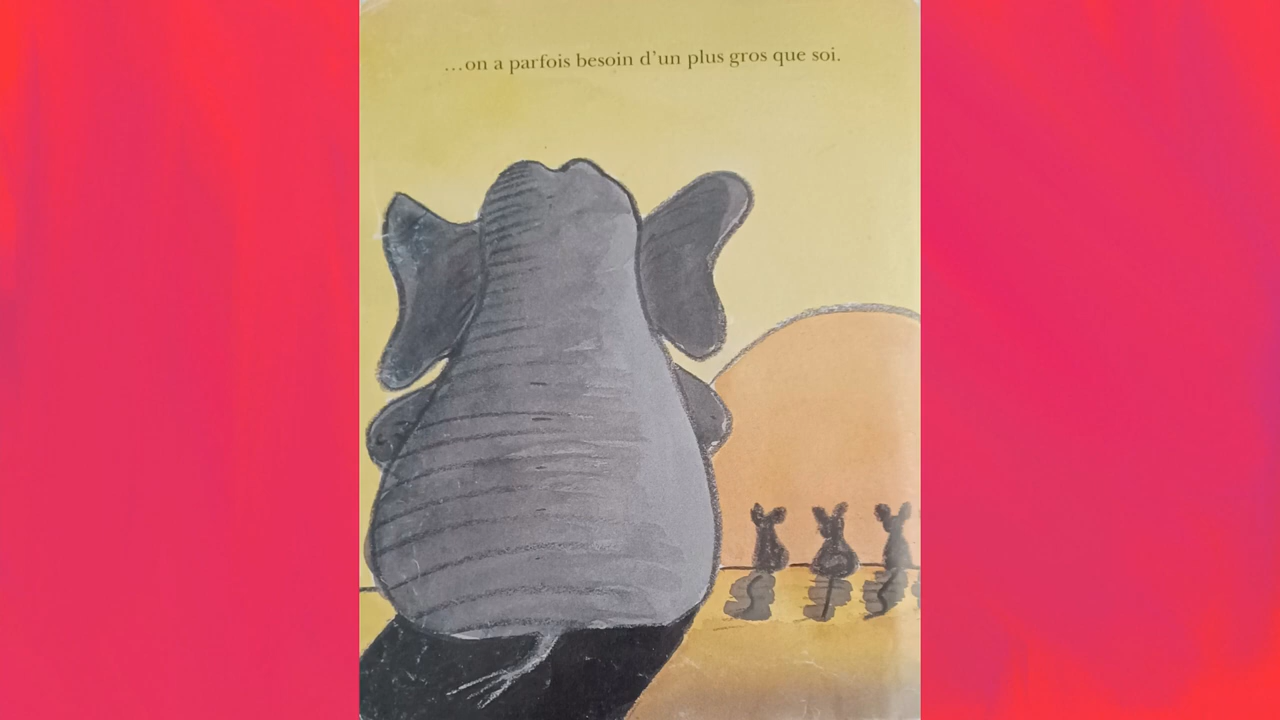 …on a parfois besoin d’un plus gros que soi.